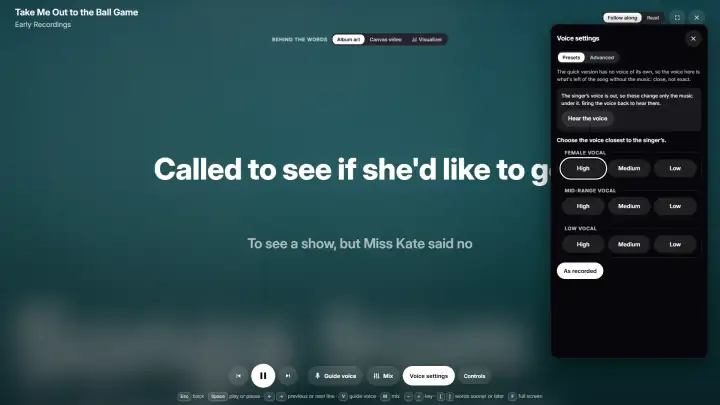 Take Me Out to the Ball Game
Early Recordings
Follow along Read
BEHIND THE WORDS Album art Canvas video Visualizer
Voice settings
Presets Advanced
The quick version has no voice of its own, so the voice here is
what's left of the song without the music: close, not exact.
The singer's voice is out, so these change only the music
under it. Bring the voice back to hear them.
Hear the voice
Choose the voice closest to the singer's.
FEMALE VOCAL
High Medium Low
MID-RANGE VOCAL
High Medium Low
LOW VOCAL
High Medium Low
As recorded
Called to see if she'd like to g
To see a show, but Miss Kate said no
Guide voice Mix Voice settings Controls
Esc back Space play or pause ← → previous or next line V guide voice M mix − + key [ ] words sooner or later F full screen